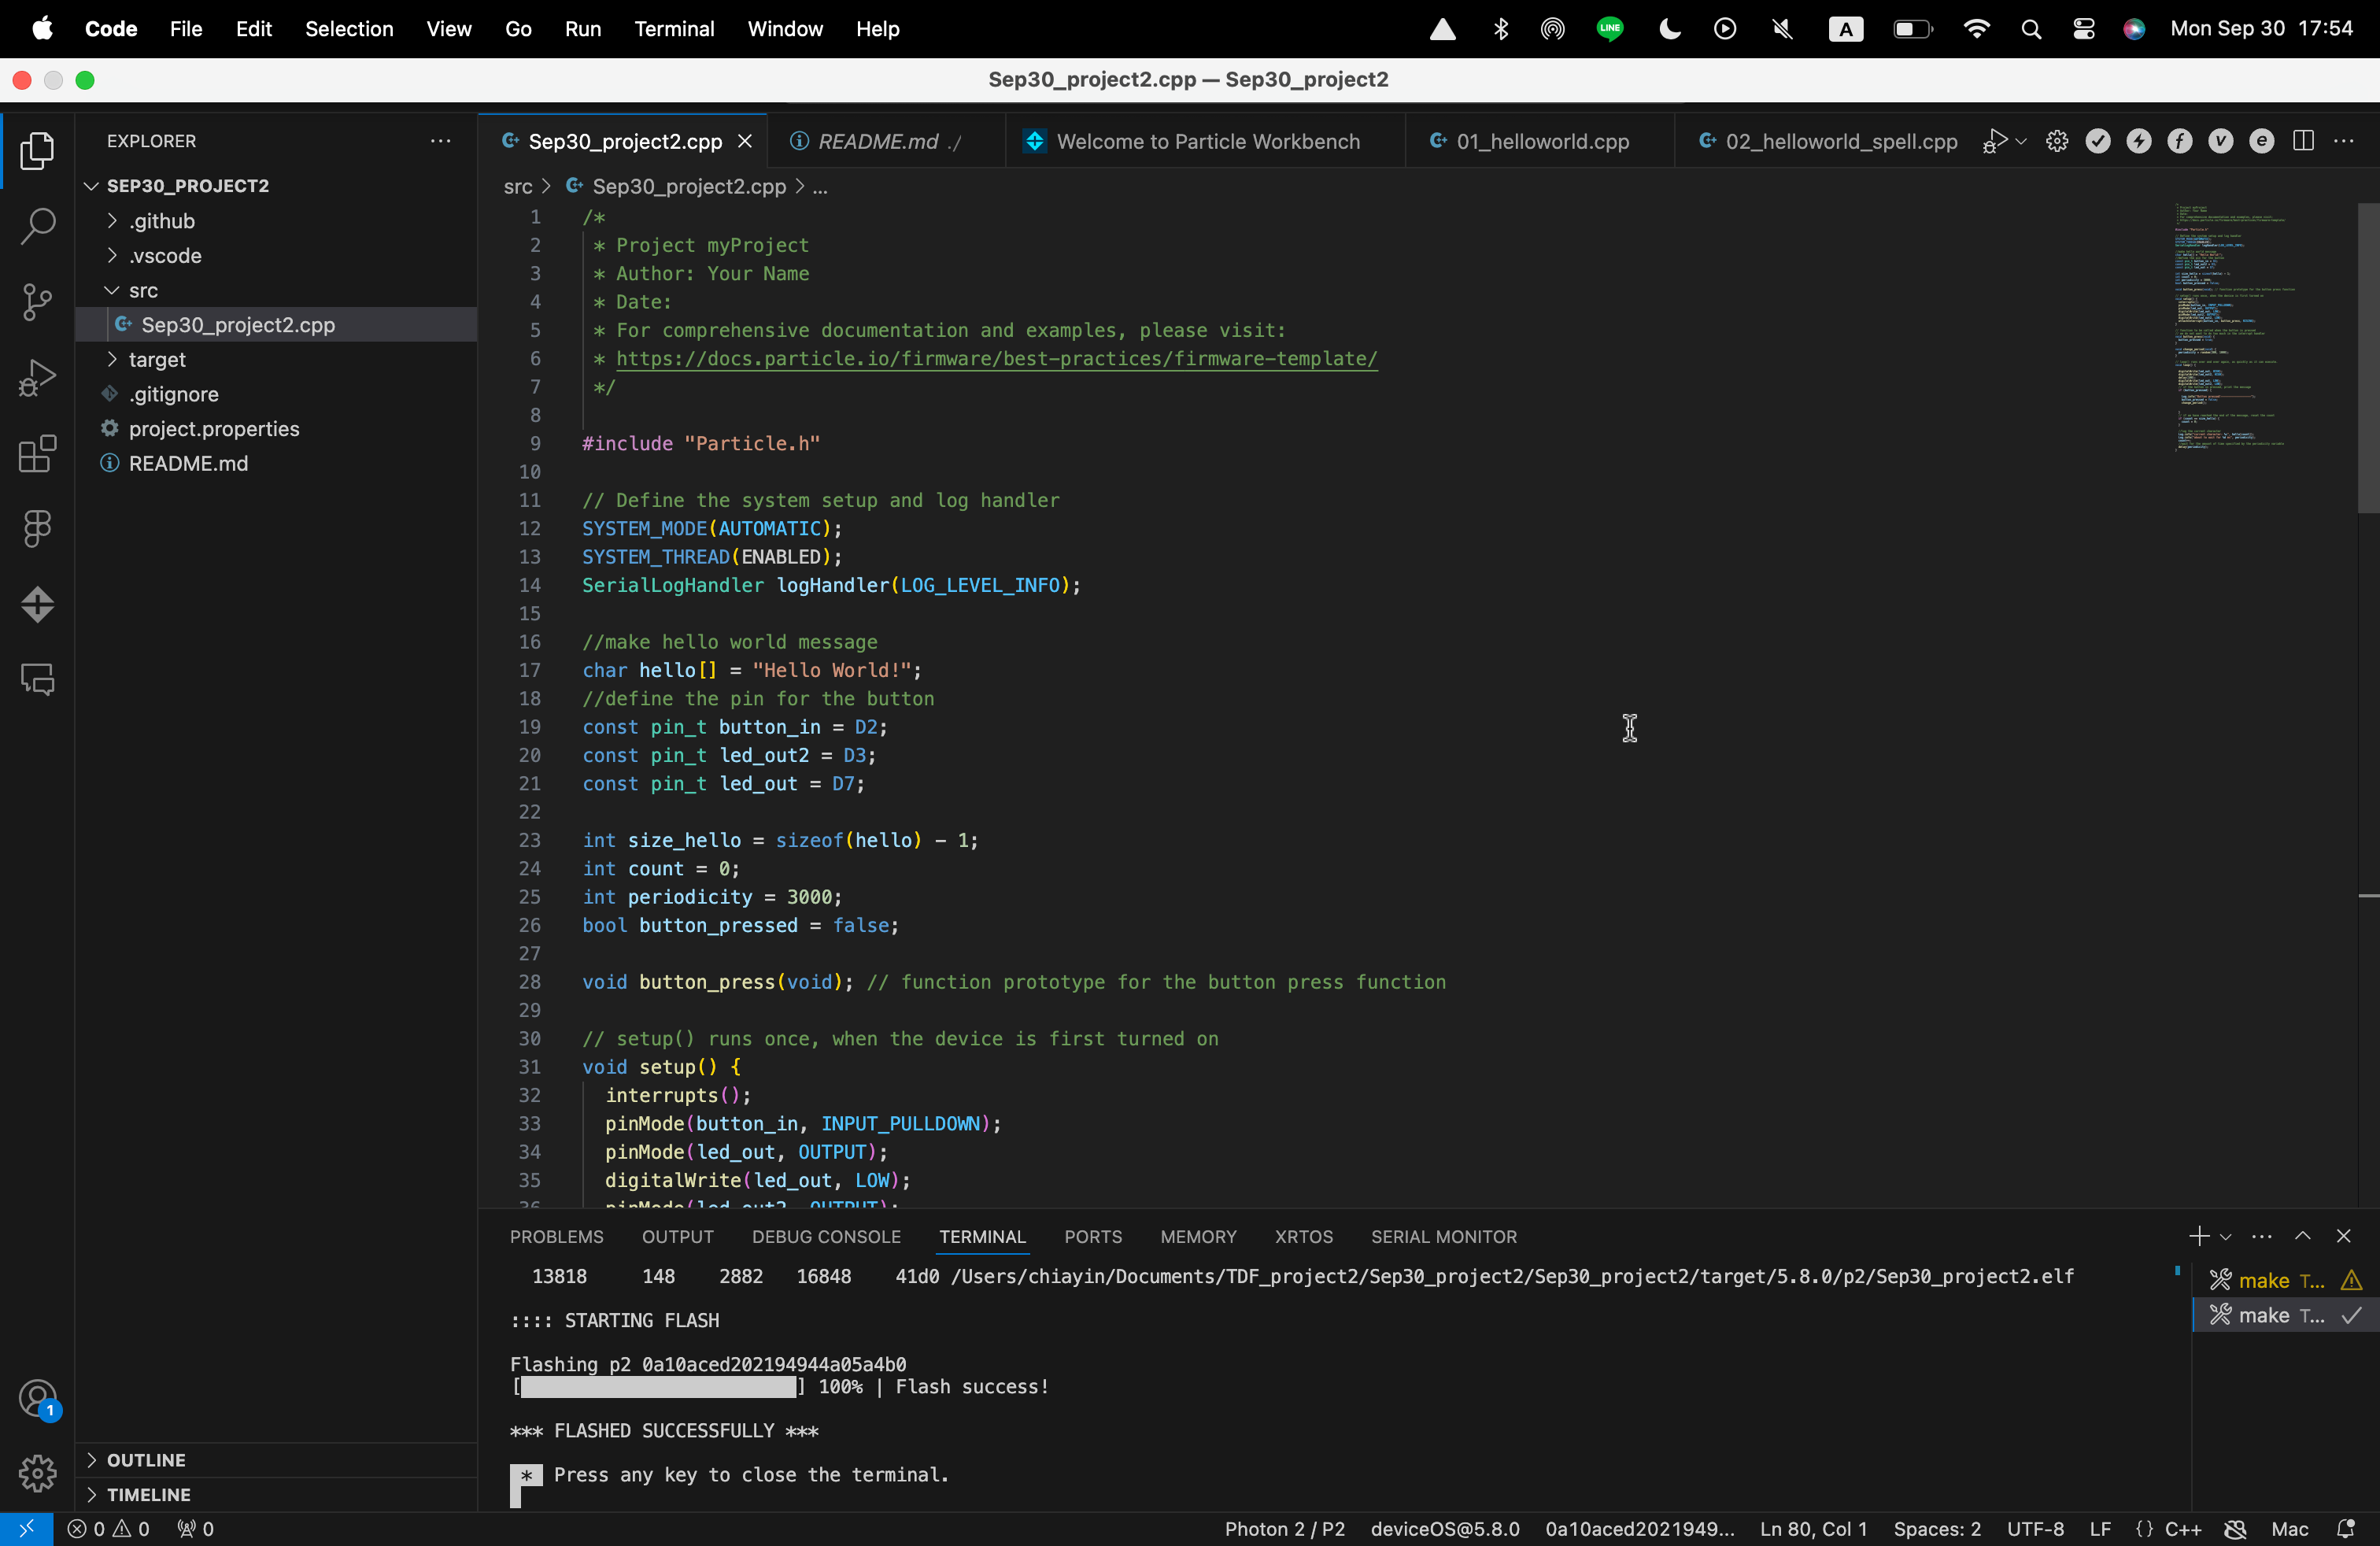 Code File Edit Selection View Go Run Terminal Window Help LINE A Mon Sep 30 17:54
Sep30_project2.cpp — Sep30_project2
EXPLORER
SEP30_PROJECT2
.github
.vscode
src
Sep30_project2.cpp
target
.gitignore
project.properties
README.md
OUTLINE
TIMELINE
Sep30_project2.cpp README.md ./ Welcome to Particle Workbench 01_helloworld.cpp 02_helloworld_spell.cpp
src > Sep30_project2.cpp > ...
1 /*
2 * Project myProject
3 * Author: Your Name
4 * Date:
5 * For comprehensive documentation and examples, please visit:
6 * https://docs.particle.io/firmware/best-practices/firmware-template/
7 */
8
9 #include "Particle.h"
10
11 // Define the system setup and log handler
12 SYSTEM_MODE(AUTOMATIC);
13 SYSTEM_THREAD(ENABLED);
14 SerialLogHandler logHandler(LOG_LEVEL_INFO);
15
16 //make hello world message
17 char hello[] = "Hello World!";
18 //define the pin for the button
19 const pin_t button_in = D2;
20 const pin_t led_out2 = D3;
21 const pin_t led_out = D7;
22
23 int size_hello = sizeof(hello) - 1;
24 int count = 0;
25 int periodicity = 3000;
26 bool button_pressed = false;
27
28 void button_press(void); // function prototype for the button press function
29
30 // setup() runs once, when the device is first turned on
31 void setup() {
32 interrupts();
33 pinMode(button_in, INPUT_PULLDOWN);
34 pinMode(led_out, OUTPUT);
35 digitalWrite(led_out, LOW);
36 pinMode(led_out2, OUTPUT);
PROBLEMS OUTPUT DEBUG CONSOLE TERMINAL PORTS MEMORY XRTOS SERIAL MONITOR
13818 148 2882 16848 41d0 /Users/chiayin/Documents/TDF_project2/Sep30_project2/Sep30_project2/target/5.8.0/p2/Sep30_project2.elf
:::: STARTING FLASH
Flashing p2 0a10aced202194944a05a4b0
[ ] 100% | Flash success!
*** FLASHED SUCCESSFULLY ***
* Press any key to close the terminal.
make T...
make T...
1
0 0 0 Photon 2 / P2 deviceOS@5.8.0 0a10aced2021949... Ln 80, Col 1 Spaces: 2 UTF-8 LF {} C++ Mac